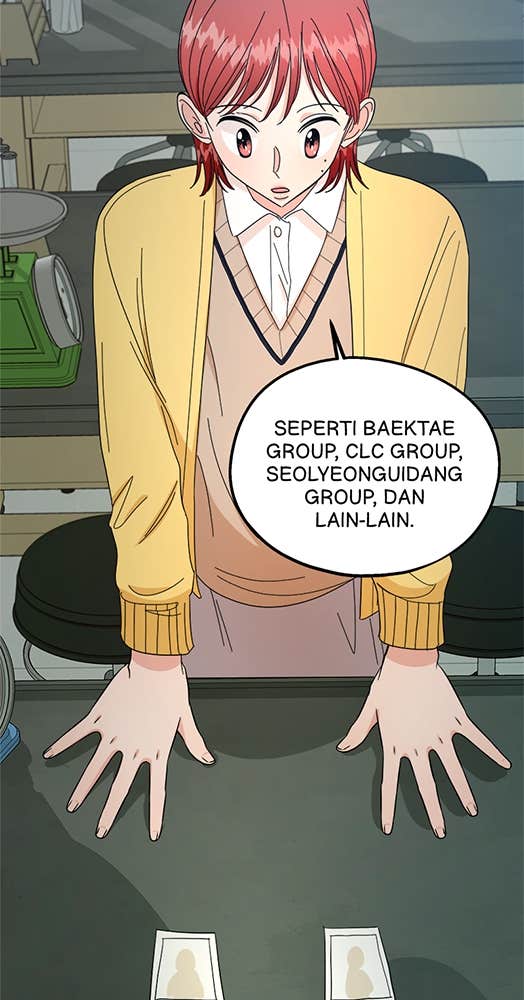 SEPERTI BAEKTAE
GROUP, CLC GROUP,
SEOLYEONGUIDANG
GROUP, DAN
LAIN-LAIN.